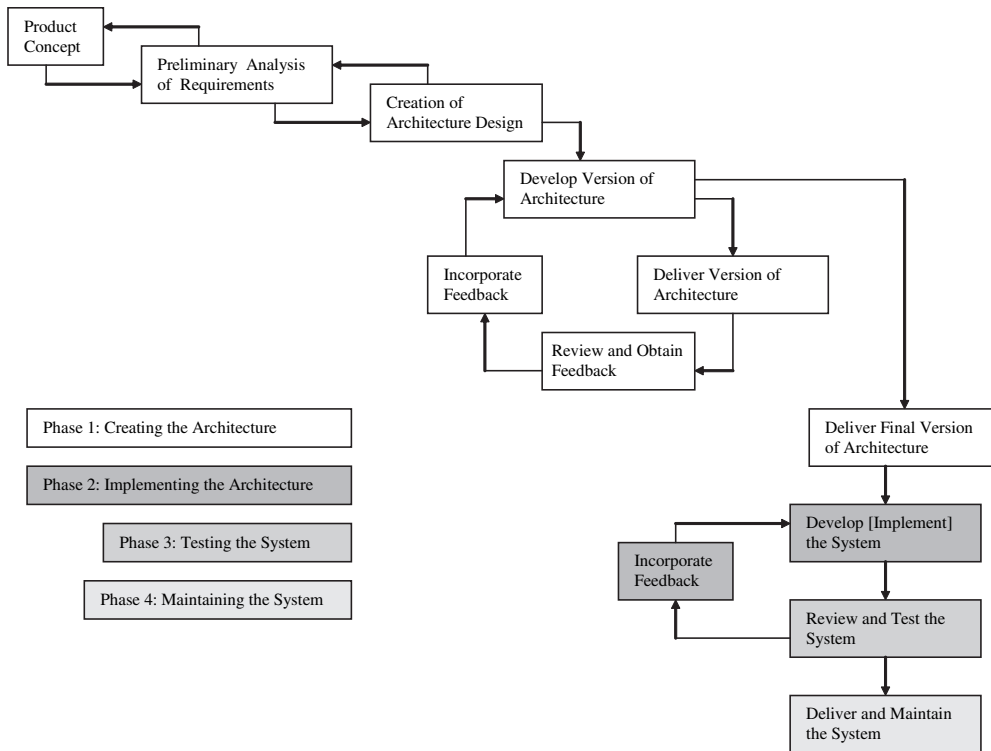 Product
Concept
Preliminary Analysis
of Requirements
Creation of
Architecture Design
Develop Version of
Architecture
Incorporate
Feedback
Deliver Version of
Architecture
Review and Obtain
Feedback
Phase 1: Creating the Architecture
Phase 2: Implementing the Architecture
Phase 3: Testing the System
Phase 4: Maintaining the System
Deliver Final Version
of Architecture
Develop [Implement]
the System
Incorporate
Feedback
Review and Test the
System
Deliver and Maintain
the System